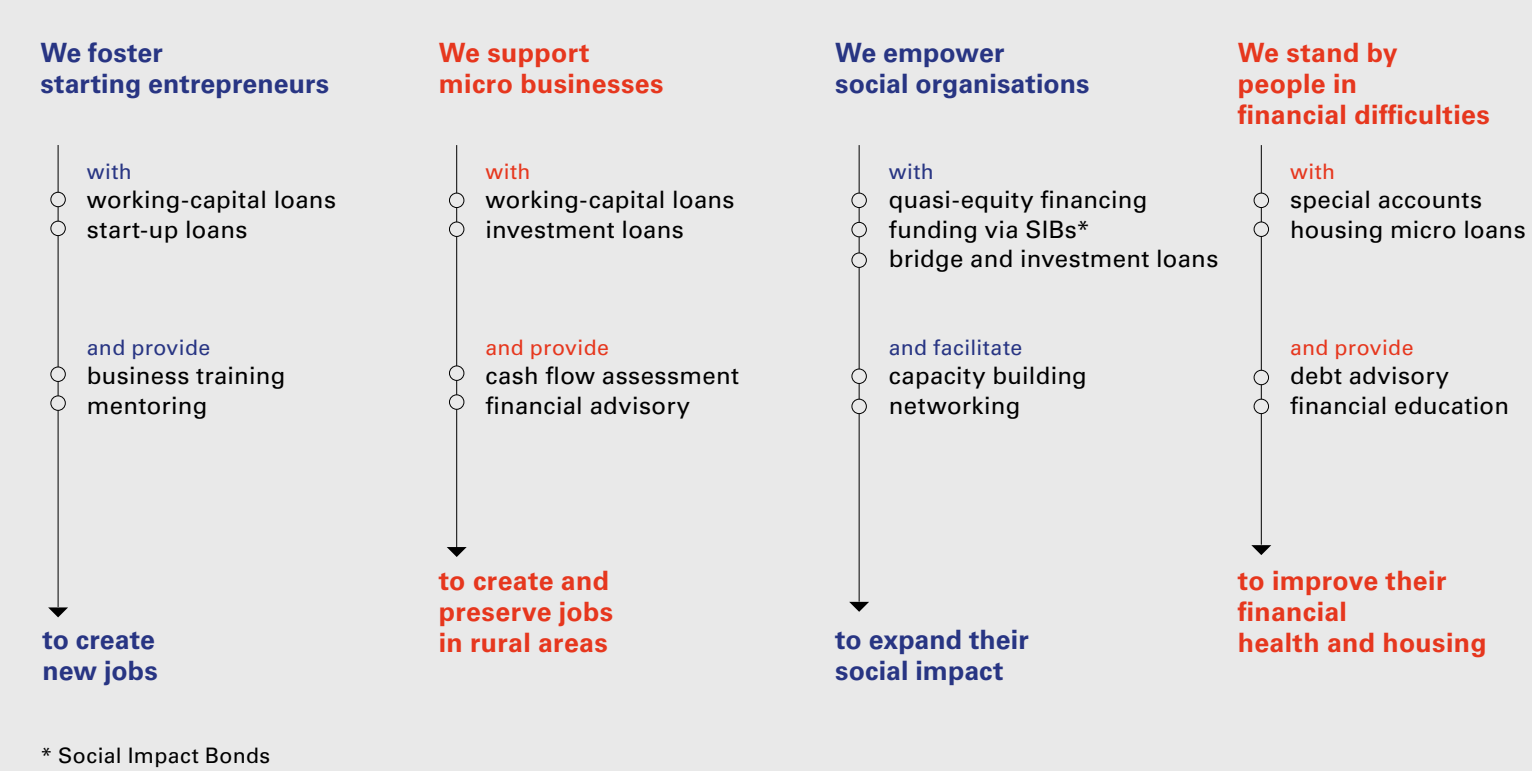 We foster
starting entrepreneurs
with
working-capital loans
start-up loans
and provide
business training
mentoring
to create
new jobs
We support
micro businesses
with
working-capital loans
investment loans
and provide
cash flow assessment
financial advisory
to create and
preserve jobs
in rural areas
We empower
social organisations
with
quasi-equity financing
funding via SIBs*
bridge and investment loans
and facilitate
capacity building
networking
to expand their
social impact
We stand by
people in
financial difficulties
with
special accounts
housing micro loans
and provide
debt advisory
financial education
to improve their
financial
health and housing
* Social Impact Bonds